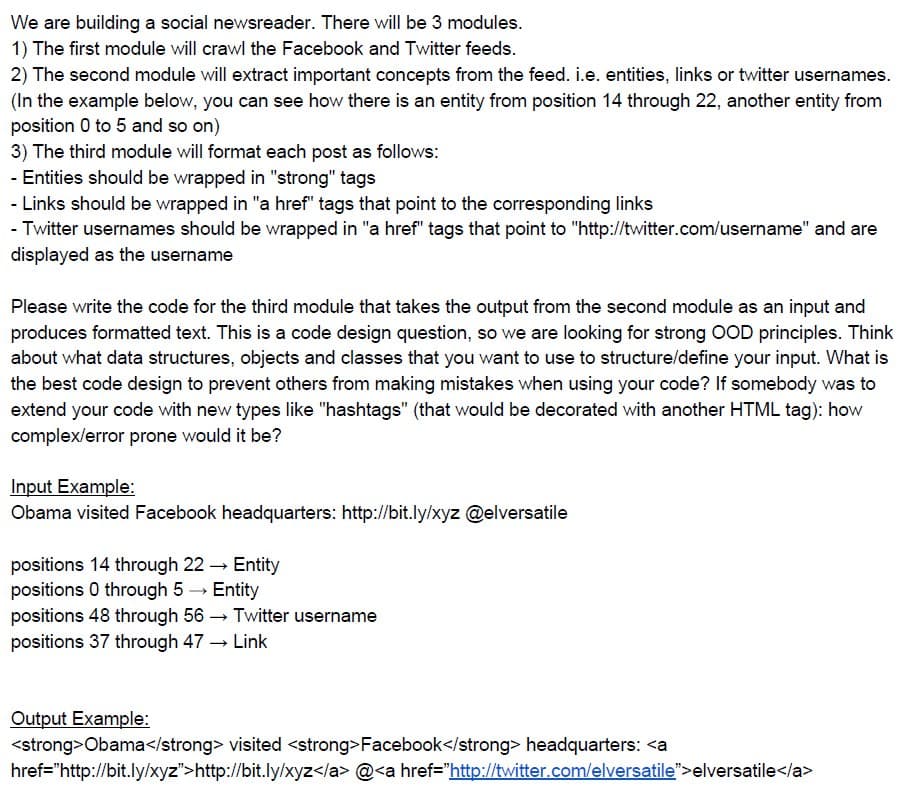 We are building a social newsreader. There will be 3 modules.
1) The first module will crawl the Facebook and Twitter feeds.
2) The second module will extract important concepts from the feed. i.e. entities, links or twitter usernames.
(In the example below, you can see how there is an entity from position 14 through 22, another entity from
position 0 to 5 and so on)
3) The third module will format each post as follows:
- Entities should be wrapped in "strong" tags
- Links should be wrapped in "a href" tags that point to the corresponding links
- Twitter usernames should be wrapped in "a href" tags that point to "http://twitter.com/username" and are
displayed as the username
Please write the code for the third module that takes the output from the second module as an input and
produces formatted text. This is a code design question, so we are looking for strong OOD principles. Think
about what data structures, objects and classes that you want to use to structure/define your input. What is
the best code design to prevent others from making mistakes when using your code? If somebody was to
extend your code with new types like "hashtags" (that would be decorated with another HTML tag): how
complex/error prone would it be?
Input Example:
Obama visited Facebook headquarters: http://bit.ly/xyz @elversatile
positions 14 through 22 → Entity
positions 0 through 5 → Entity
positions 48 through 56 → Twitter username
positions 37 through 47 → Link
Output Example:
<strong>Obama</strong> visited <strong>Facebook</strong> headquarters: <a
href=”http://bit.ly/xyz”>http://bit.ly/xyz</a> @<a href=”http://twitter.com/elversatile”>elversatile</a>